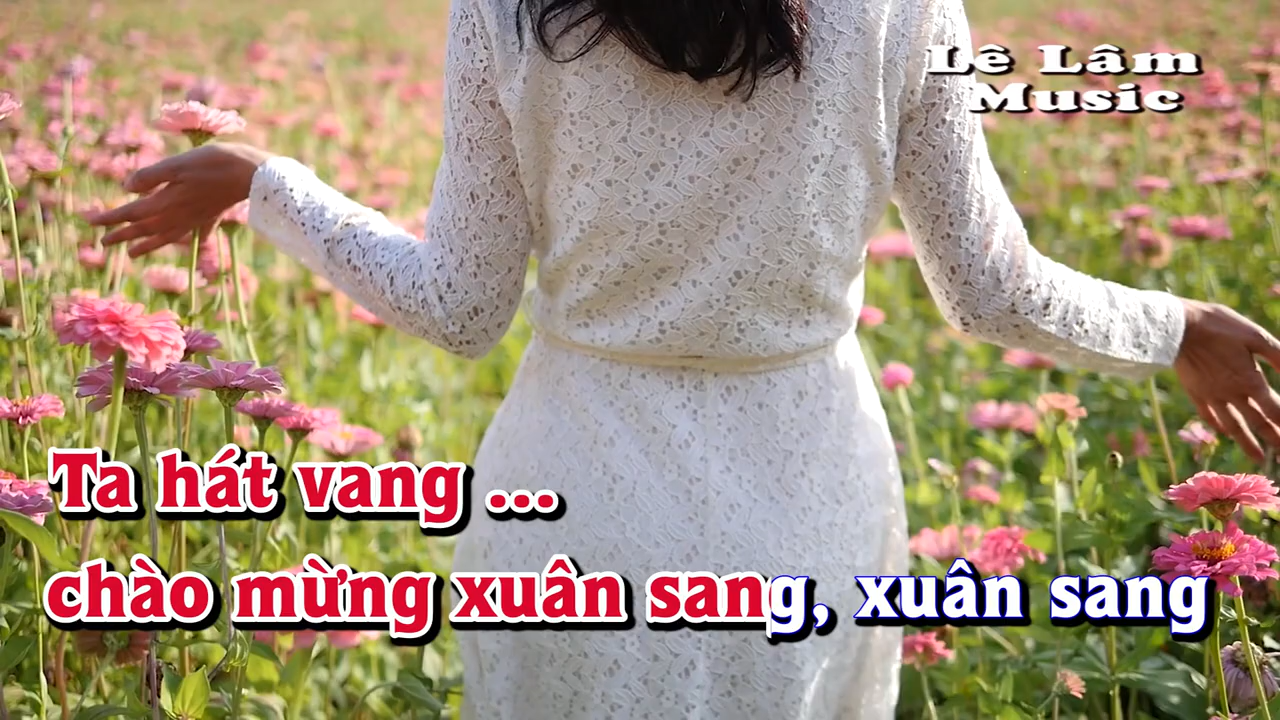 Lê Lâm
Music
Ta hát vang ...
chào mừng xuân sang, xuân sang